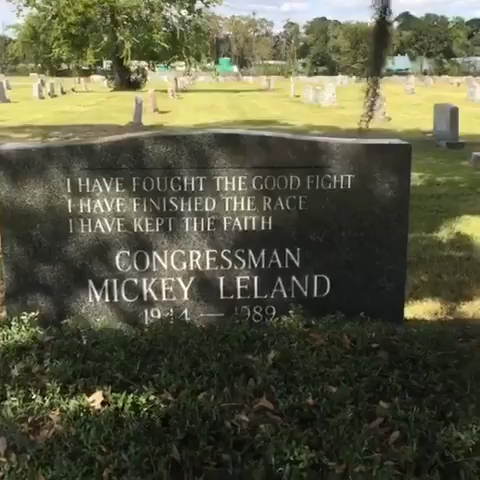 I HAVE FOUGHT THE GOOD FIGHT
I HAVE FINISHED THE RACE
I HAVE KEPT THE FAITH
CONGRESSMAN
MICKEY LELAND
1944 — 1989